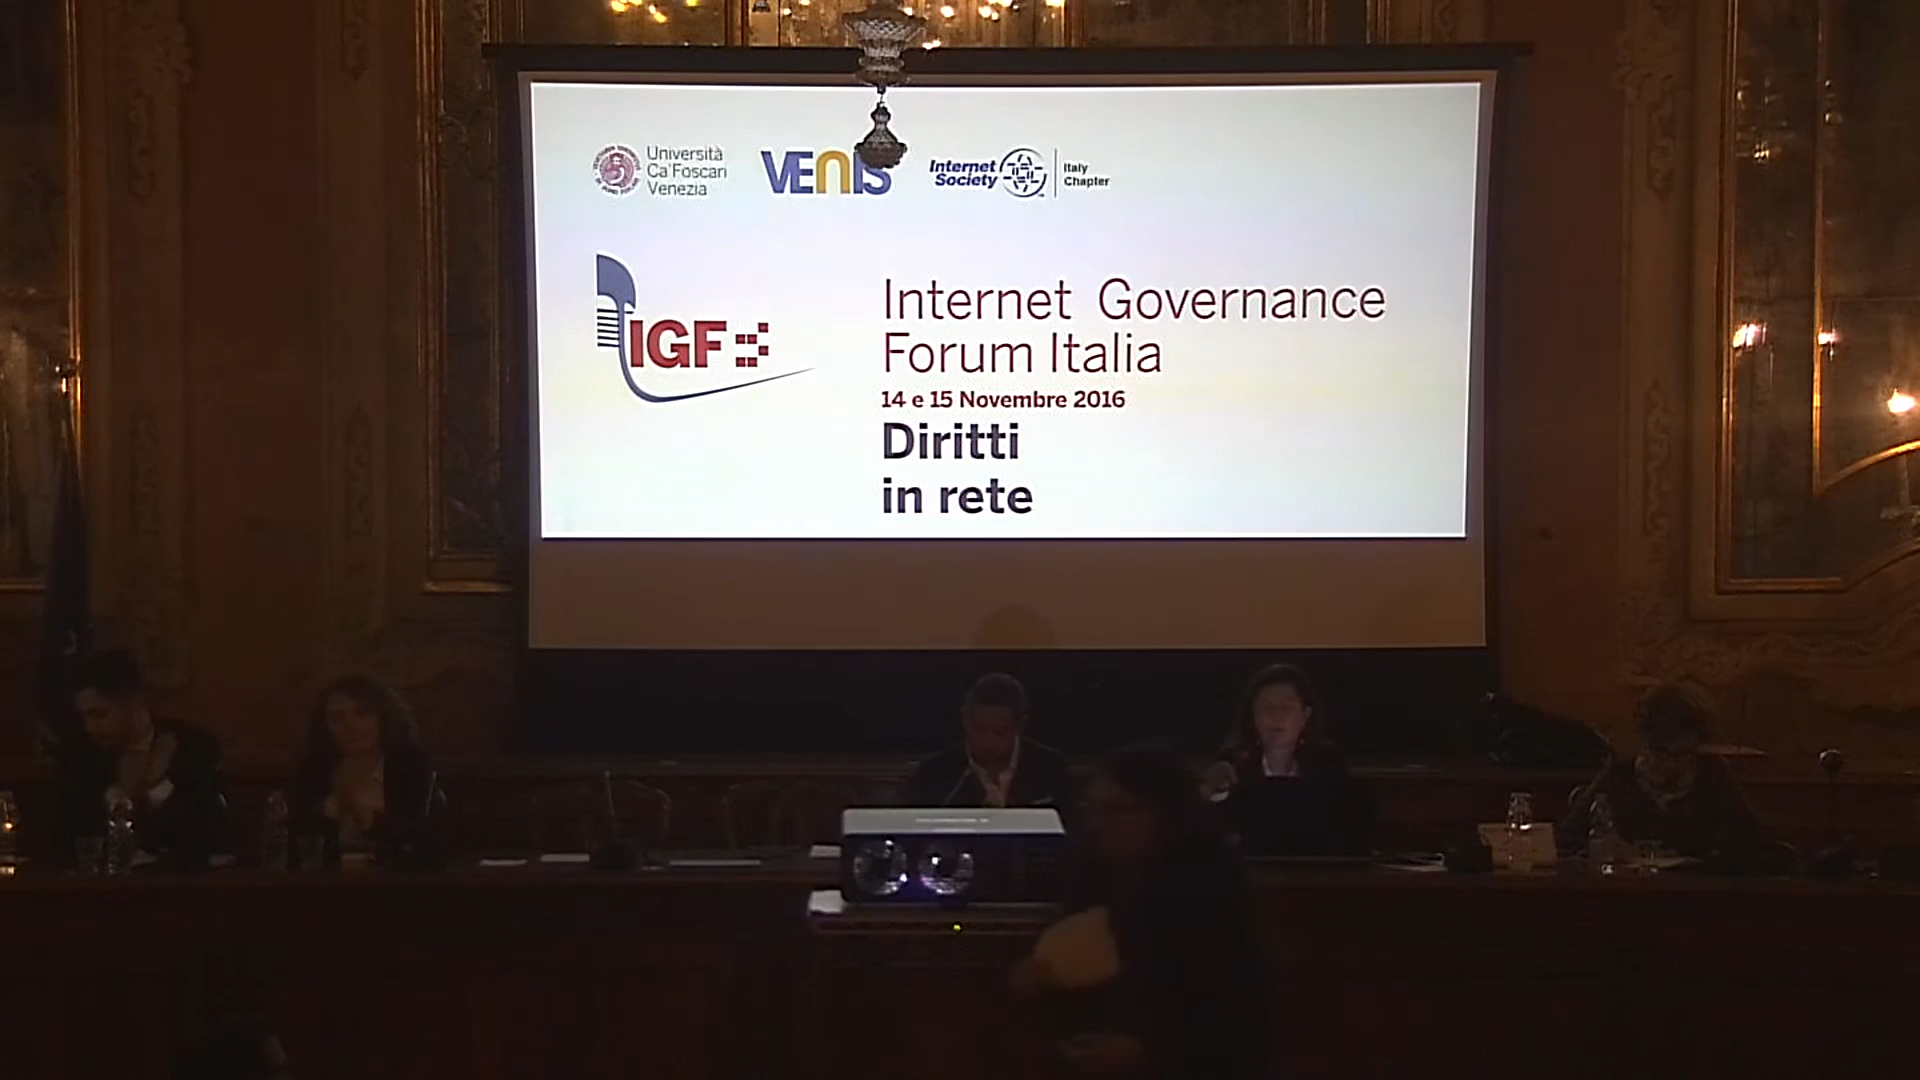 Università
Ca'Foscari
Venezia
VENIS
Internet
Society
Italy
Chapter
IGF
Internet Governance
Forum Italia
14 e 15 Novembre 2016
Diritti
in rete